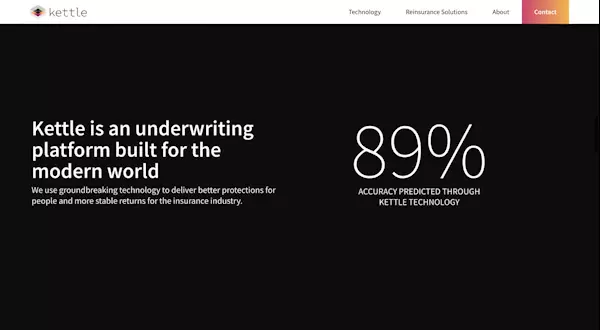 kettle
Technology
Reinsurance Solutions
About
Contact
Kettle is an underwriting
platform built for the
modern world
We use groundbreaking technology to deliver better protections for
people and more stable returns for the insurance industry.
89%
ACCURACY PREDICTED THROUGH
KETTLE TECHNOLOGY